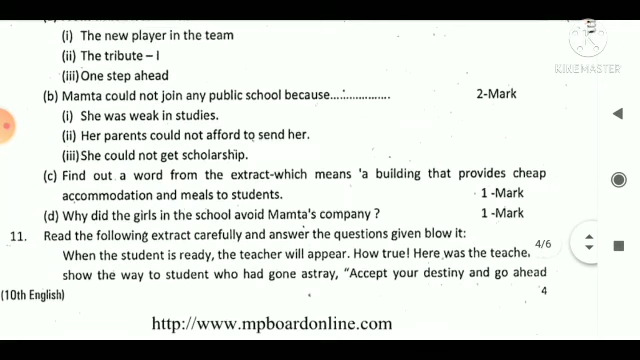 (i) The new player in the team
(ii) The tribute – I
(iii) One step ahead
(b) Mamta could not join any public school because.................. 2-Mark
(i) She was weak in studies.
(ii) Her parents could not afford to send her.
(iii) She could not get scholarship.
(c) Find out a word from the extract-which means 'a building that provides cheap
accommodation and meals to students. 1 -Mark
(d) Why did the girls in the school avoid Mamta's company ? 1 -Mark
11. Read the following extract carefully and answer the questions given blow it:
When the student is ready, the teacher will appear. How true! Here was the teache
4/6
show the way to student who had gone astray, “Accept your destiny and go ahead
(10th English) 4
http://www.mpboardonline.com
KINEMASTER